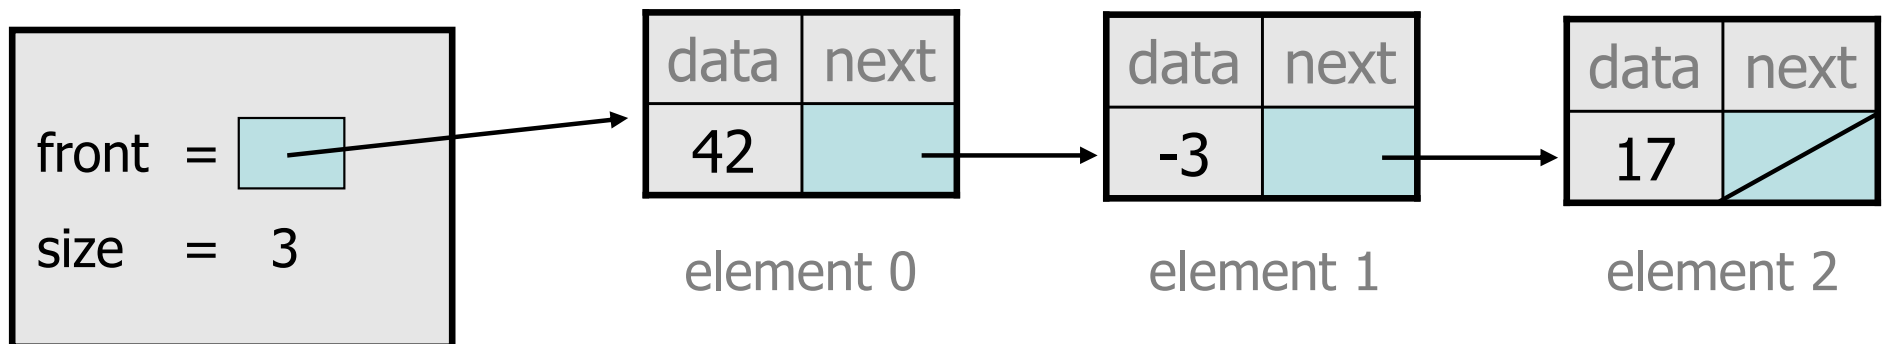 front =
size = 3
data next
42
element 0
data next
-3
element 1
data next
17
element 2